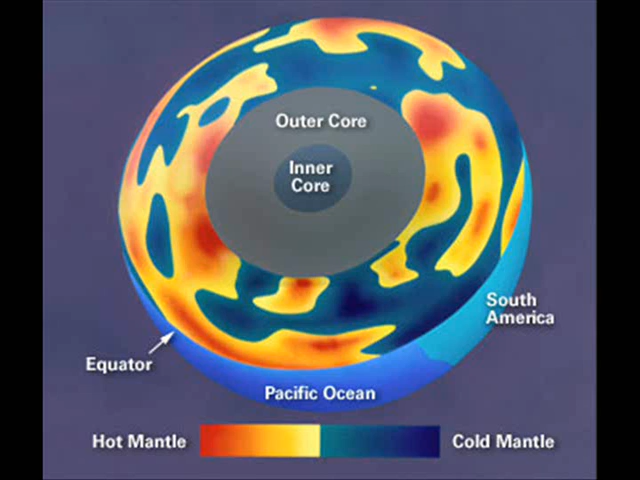 Outer Core
Inner
Core
South
America
Equator
Pacific Ocean
Hot Mantle
Cold Mantle